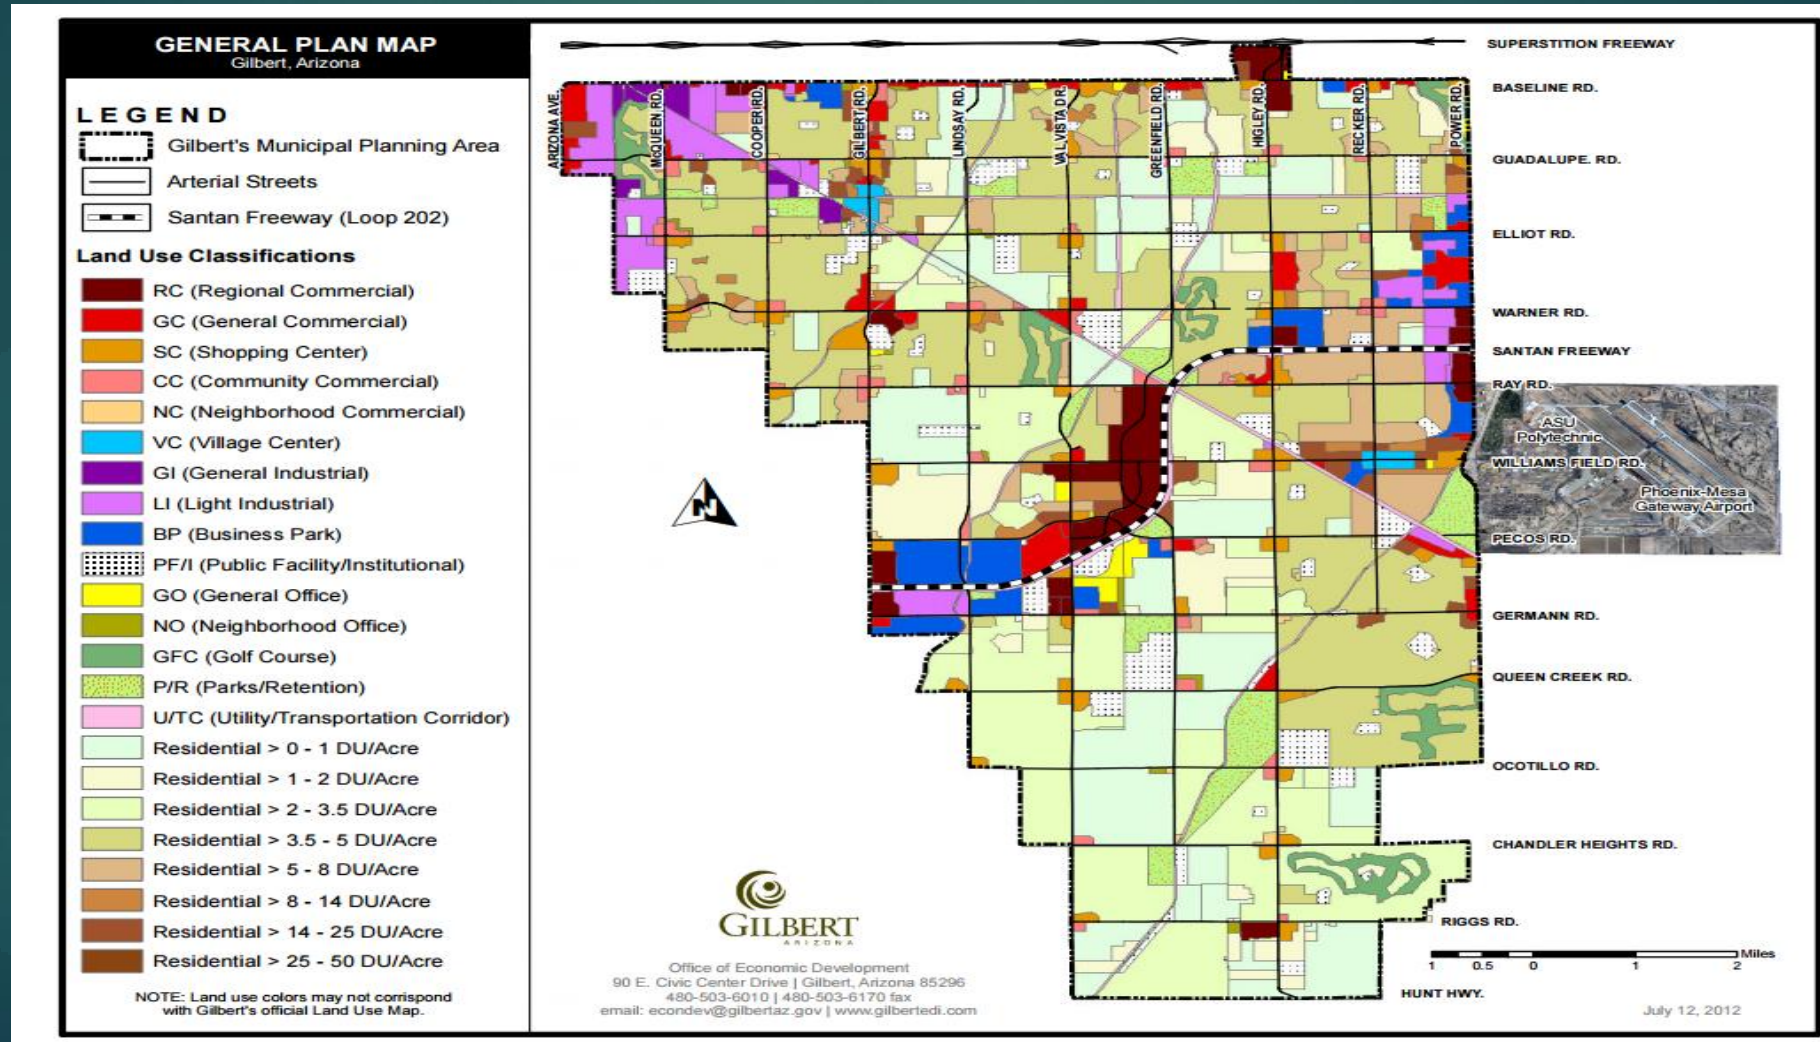 GENERAL PLAN MAP
Gilbert, Arizona
LEGEND
Gilbert's Municipal Planning Area
Arterial Streets
Santan Freeway (Loop 202)
Land Use Classifications
RC (Regional Commercial)
GC (General Commercial)
SC (Shopping Center)
CC (Community Commercial)
NC (Neighborhood Commercial)
VC (Village Center)
GI (General Industrial)
LI (Light Industrial)
BP (Business Park)
PF/I (Public Facility/Institutional)
GO (General Office)
NO (Neighborhood Office)
GFC (Golf Course)
P/R (Parks/Retention)
U/TC (Utility/Transportation Corridor)
Residential > 0 - 1 DU/Acre
Residential > 1 - 2 DU/Acre
Residential > 2 - 3.5 DU/Acre
Residential > 3.5 - 5 DU/Acre
Residential > 5 - 8 DU/Acre
Residential > 8 - 14 DU/Acre
Residential > 14 - 25 DU/Acre
Residential > 25 - 50 DU/Acre
NOTE: Land use colors may not corrispond
with Gilbert's official Land Use Map.
ARIZONA AVE.
McQUEEN RD.
COOPER RD.
GILBERT RD.
LINDSAY RD.
VAL VISTA DR.
GREENFIELD RD.
HIGLEY RD.
RECKER RD.
POWER RD.
SUPERSTITION FREEWAY
BASELINE RD.
GUADALUPE. RD.
ELLIOT RD.
WARNER RD.
SANTAN FREEWAY
RAY RD.
ASU
Polytechnic
WILLIAMS FIELD RD.
Phoenix-Mesa
Gateway Airport
PECOS RD.
GERMANN RD.
QUEEN CREEK RD.
OCOTILLO RD.
CHANDLER HEIGHTS RD.
RIGGS RD.
HUNT HWY.
N
GILBERT
ARIZONA
Office of Economic Development
90 E. Civic Center Drive | Gilbert, Arizona 85296
480-503-6010 | 480-503-6170 fax
email: econdev@gilbertaz.gov | www.gilbertedi.com
Miles
1 0.5 0 1 2
July 12, 2012